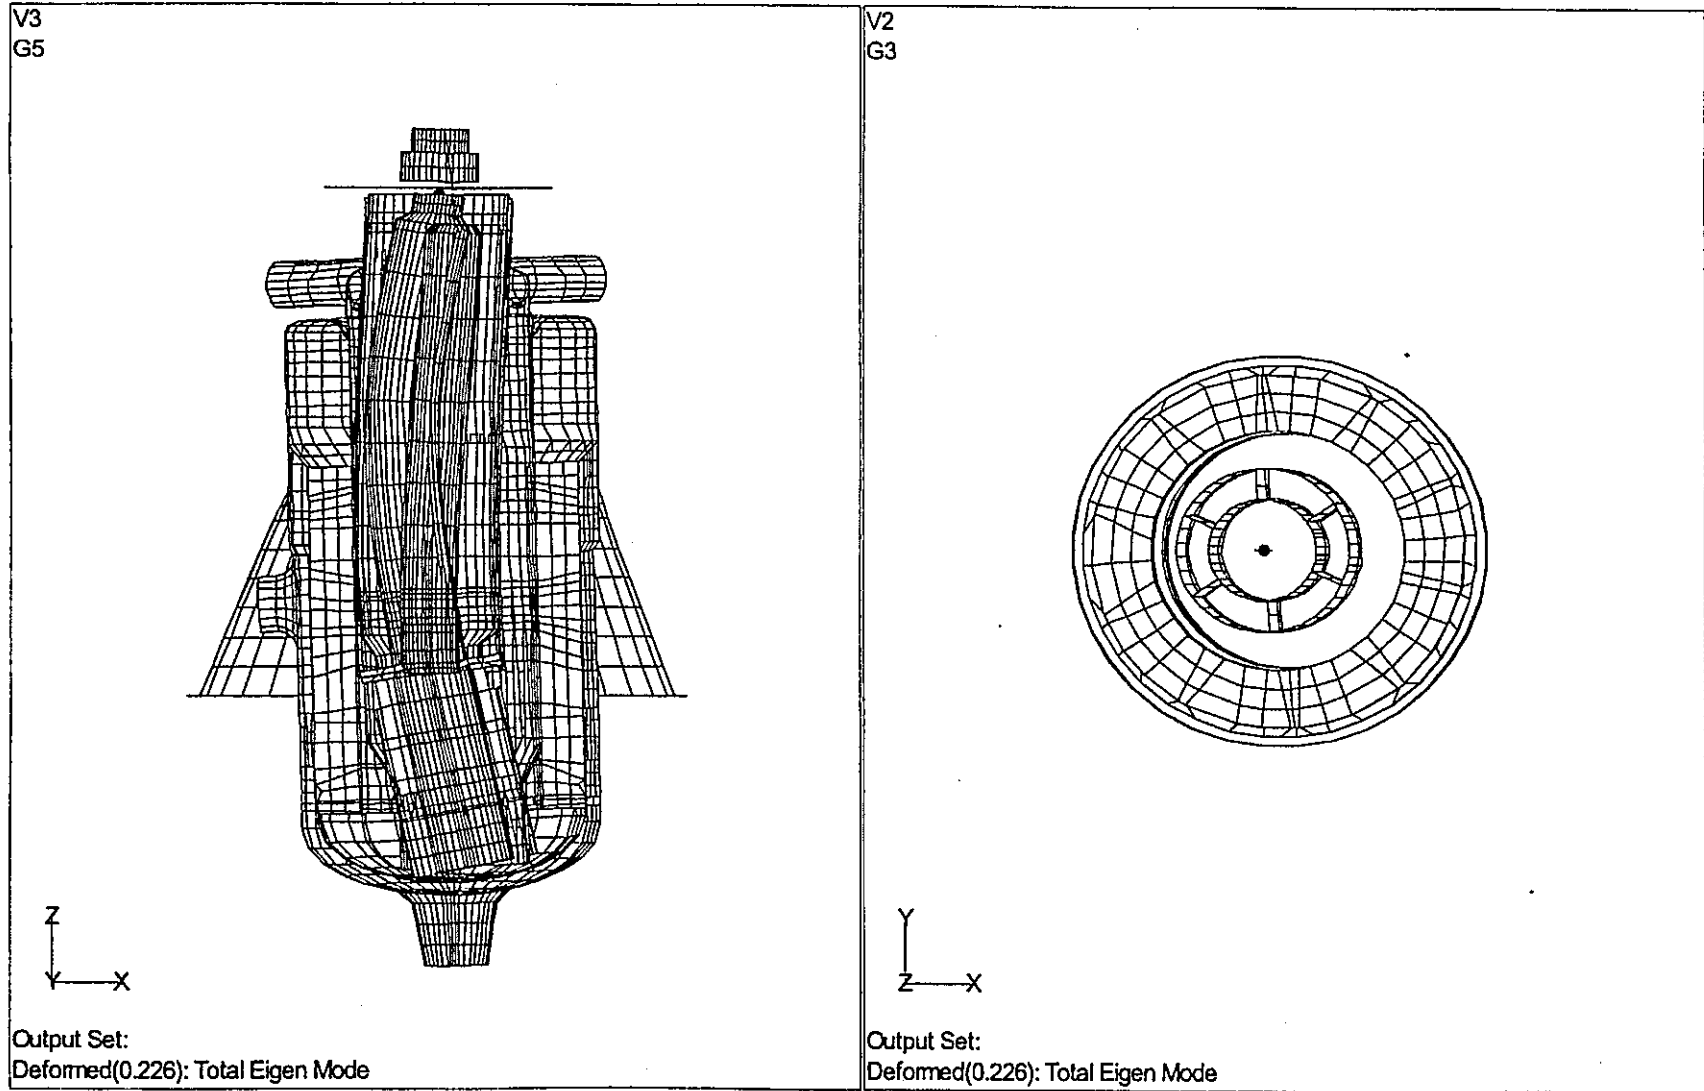 V3
G5
Z
Y
X
Output Set:
Deformed(0.226): Total Eigen Mode
V2
G3
Y
Z
X
Output Set:
Deformed(0.226): Total Eigen Mode